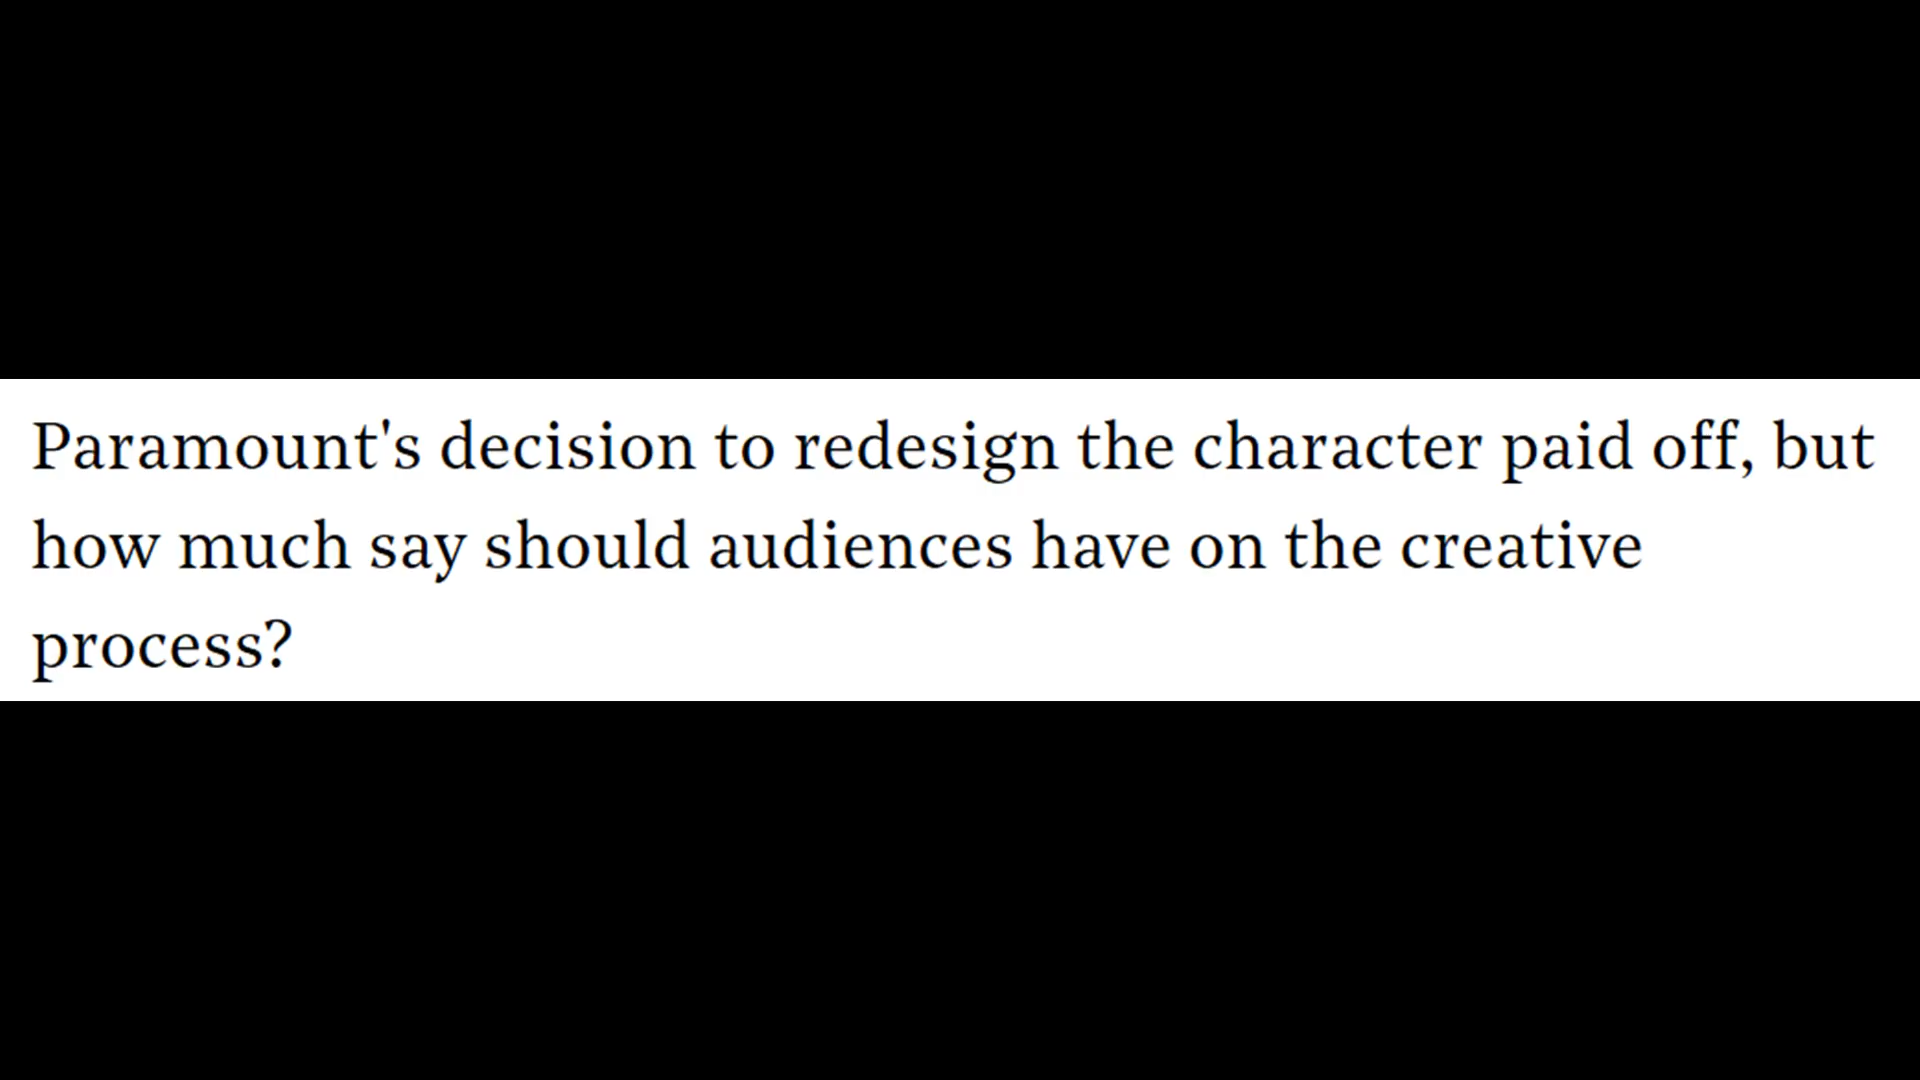 Paramount's decision to redesign the character paid off, but
how much say should audiences have on the creative
process?